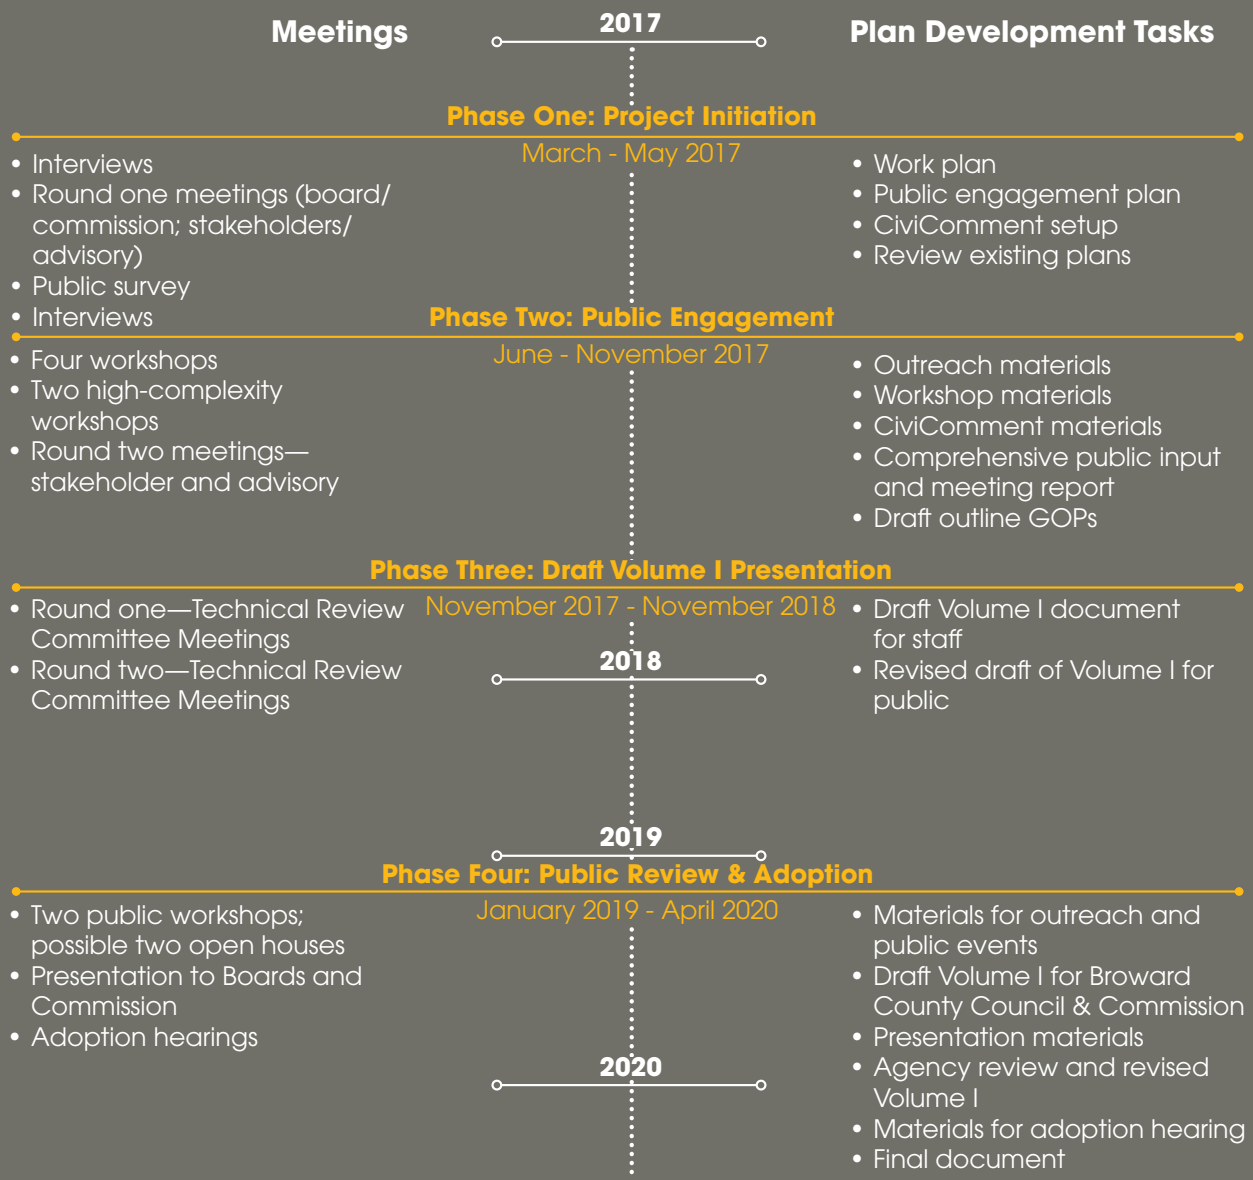 Meetings
2017
Plan Development Tasks
Phase One: Project Initiation
March - May 2017
• Interviews
• Round one meetings (board/
commission; stakeholders/
advisory)
• Public survey
• Interviews
• Work plan
• Public engagement plan
• CiviComment setup
• Review existing plans
Phase Two: Public Engagement
June - November 2017
• Four workshops
• Two high-complexity
workshops
• Round two meetings—
stakeholder and advisory
• Outreach materials
• Workshop materials
• CiviComment materials
• Comprehensive public input
and meeting report
• Draft outline GOPs
Phase Three: Draft Volume I Presentation
November 2017 - November 2018
• Round one—Technical Review
Committee Meetings
• Round two—Technical Review
Committee Meetings
• Draft Volume I document
for staff
• Revised draft of Volume I for
public
2018
2019
Phase Four: Public Review & Adoption
January 2019 - April 2020
• Two public workshops;
possible two open houses
• Presentation to Boards and
Commission
• Adoption hearings
• Materials for outreach and
public events
• Draft Volume I for Broward
County Council & Commission
• Presentation materials
• Agency review and revised
Volume I
• Materials for adoption hearing
• Final document
2020